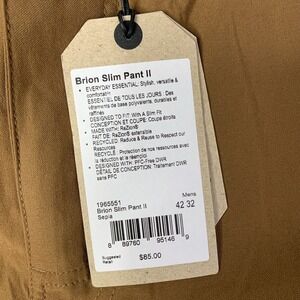 Brion Slim Pant II
• EVERYDAY ESSENTIAL: Stylish, versatile &
comfortable
ESSENTIEL DE TOUS LES JOURS : Des
vêtements de base polyvalents, durables et
raffinés
• DESIGNED TO FIT: With A Slim Fit
CONCEPTION ET COUPE: Coupe étroits
• MADE WITH: ReZion®
FAIT DE: ReZion® extensible
• RECYCLED: Reduce & Reuse to Respect our
Resources
RECYCLÉ : Protection de nos ressources avec
la réduction et le réemploi
• DESIGNED WITH: PFC-Free DWR
DÉTAIL DE CONCEPTION: Traitement DWR
sans PFC
1965551 Mens
Brion Slim Pant II 42 32
Sepia
8 89760 95146 9
Suggested
Retail $85.00